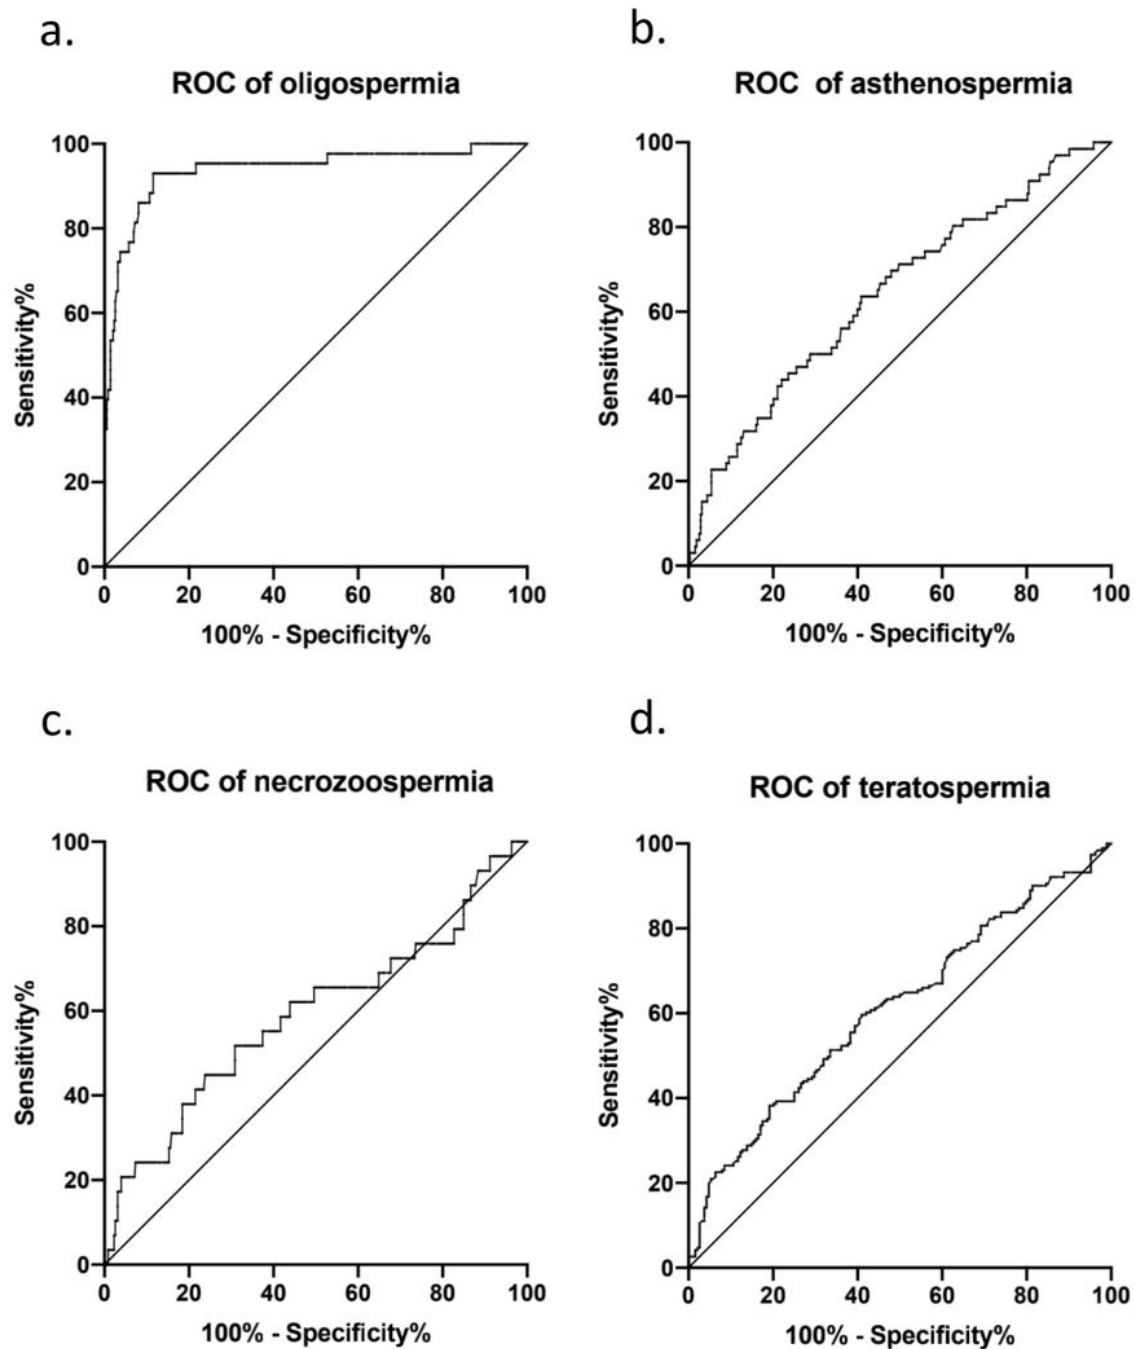 a.
ROC of oligospermia
100
80
60
40
20
0
Sensitivity%
0 20 40 60 80 100
100% - Specificity%
b.
ROC of asthenospermia
100
80
60
40
20
0
Sensitivity%
0 20 40 60 80 100
100% - Specificity%
c.
ROC of necrozoospermia
100
80
60
40
20
0
Sensitivity%
0 20 40 60 80 100
100% - Specificity%
d.
ROC of teratospermia
100
80
60
40
20
0
Sensitivity%
0 20 40 60 80 100
100% - Specificity%